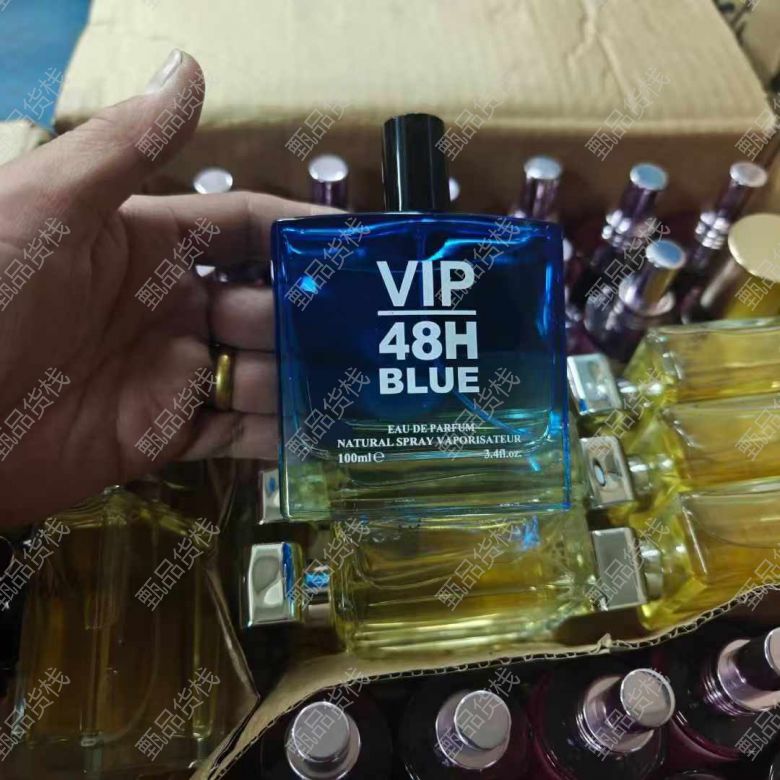 VIP
48H
BLUE
EAU DE PARFUM
NATURAL SPRAY VAPORISATEUR
100ml℮ 3.4fl.oz.
甄品货栈